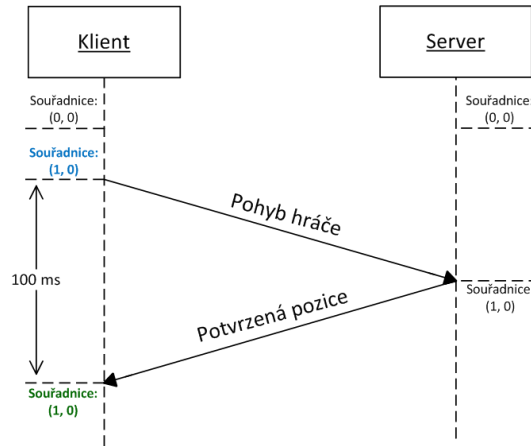 Klient
Server
Souřadnice:
(0, 0)
Souřadnice:
(0, 0)
Souřadnice:
(1, 0)
Pohyb hráče
100 ms
Souřadnice:
(1, 0)
Potvrzená pozice
Souřadnice:
(1, 0)